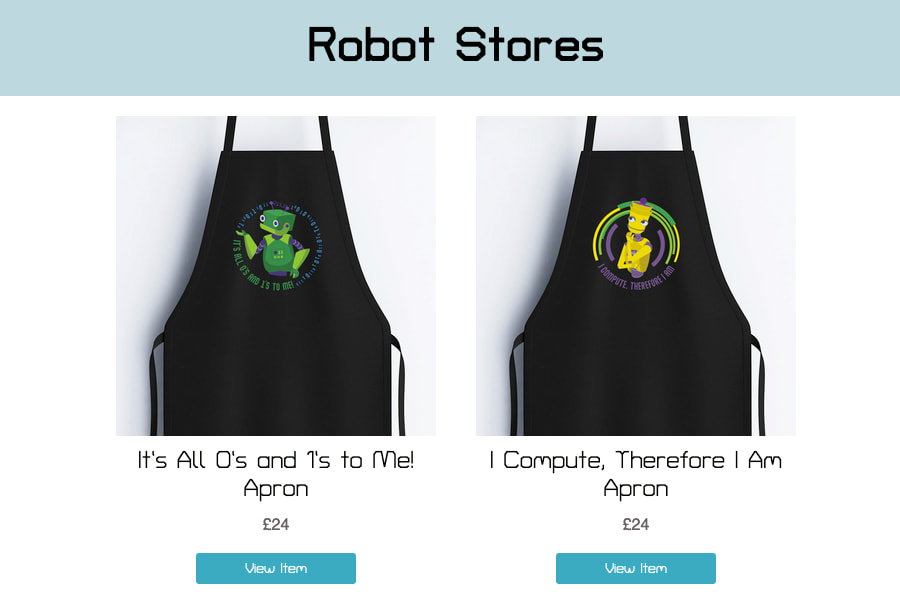 Robot Stores
IT'S ALL 0'S AND 1'S TO ME!
I COMPUTE, THEREFORE I AM
It's All 0's and 1's to Me!
Apron
£24
View Item
I Compute, Therefore I Am
Apron
£24
View Item